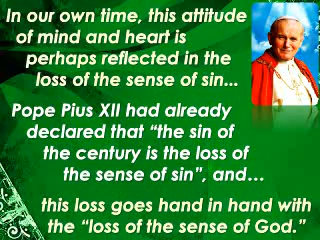 In our own time, this attitude
of mind and heart is
perhaps reflected in the
loss of the sense of sin...
Pope Pius XII had already
declared that “the sin of
the century is the loss of
the sense of sin”, and…
this loss goes hand in hand with
the “loss of the sense of God.”